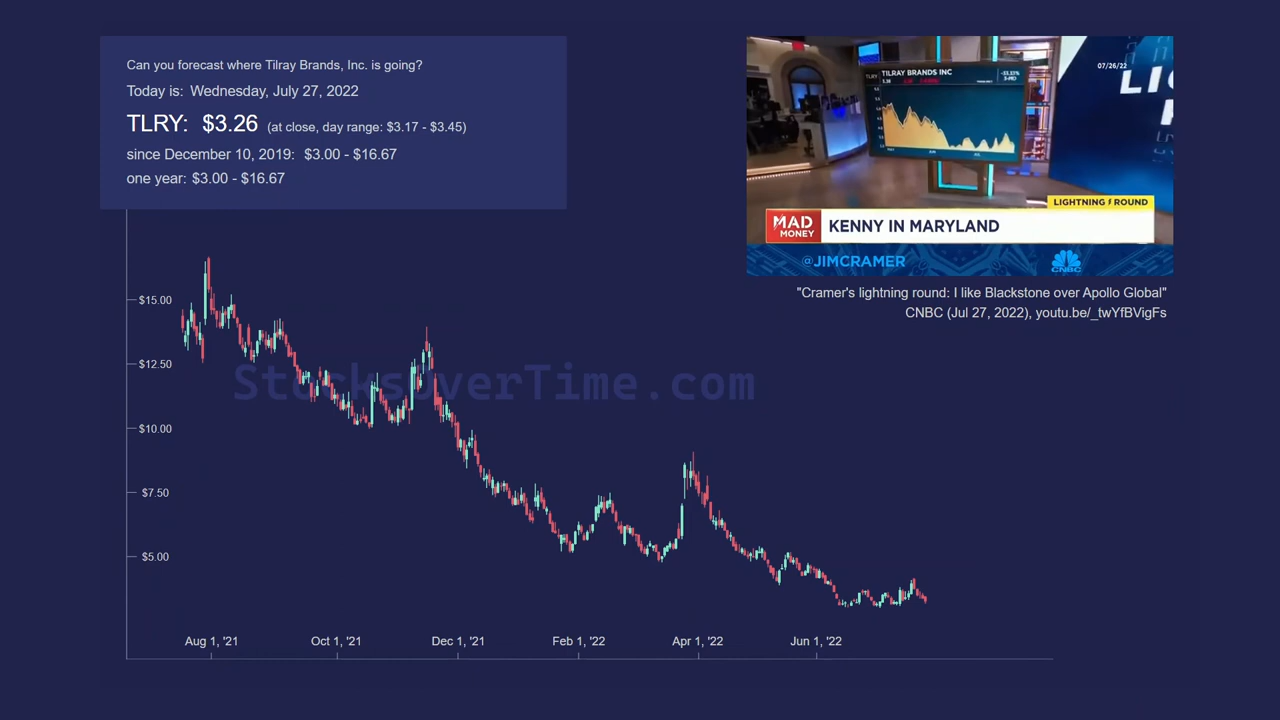 Can you forecast where Tilray Brands, Inc. is going?
Today is: Wednesday, July 27, 2022
TLRY: $3.26 (at close, day range: $3.17 - $3.45)
since December 10, 2019: $3.00 - $16.67
one year: $3.00 - $16.67
07/26/22
TILRAY BRANDS INC
LIGHTNING ROUND
MAD MONEY
KENNY IN MARYLAND
@JIMCRAMER
CNBC
"Cramer's lightning round: I like Blackstone over Apollo Global"
CNBC (Jul 27, 2022), youtu.be/_twYfBVigFs
StocksOverTime.com
$15.00
$12.50
$10.00
$7.50
$5.00
Aug 1, '21
Oct 1, '21
Dec 1, '21
Feb 1, '22
Apr 1, '22
Jun 1, '22